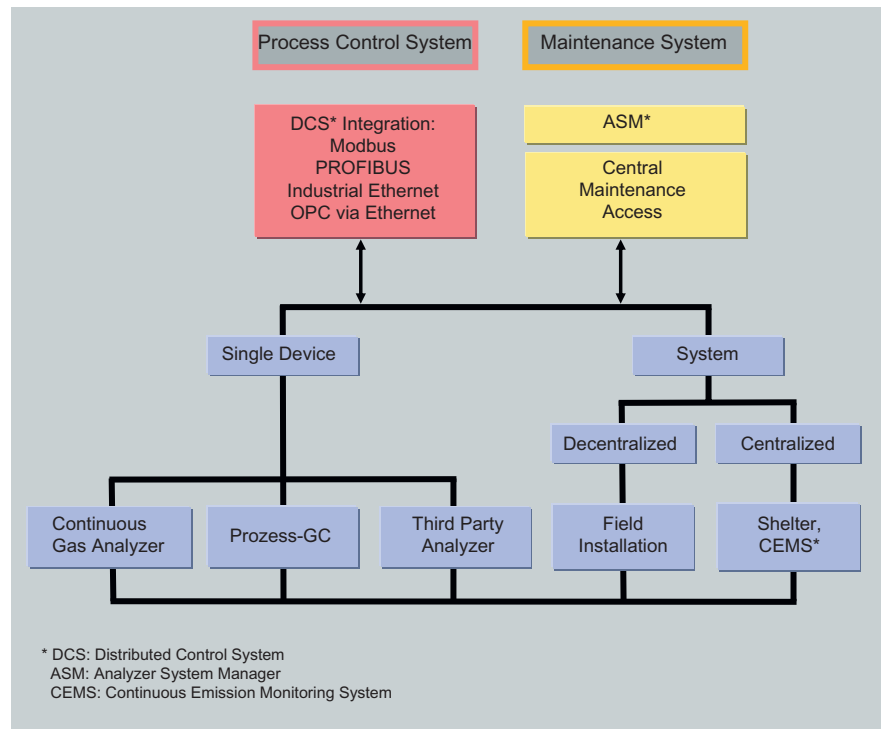 Process Control System
Maintenance System
DCS* Integration:
Modbus
PROFIBUS
Industrial Ethernet
OPC via Ethernet
ASM*
Central
Maintenance
Access
Single Device
System
Decentralized
Centralized
Continuous
Gas Analyzer
Prozess-GC
Third Party
Analyzer
Field
Installation
Shelter,
CEMS*
* DCS: Distributed Control System
ASM: Analyzer System Manager
CEMS: Continuous Emission Monitoring System